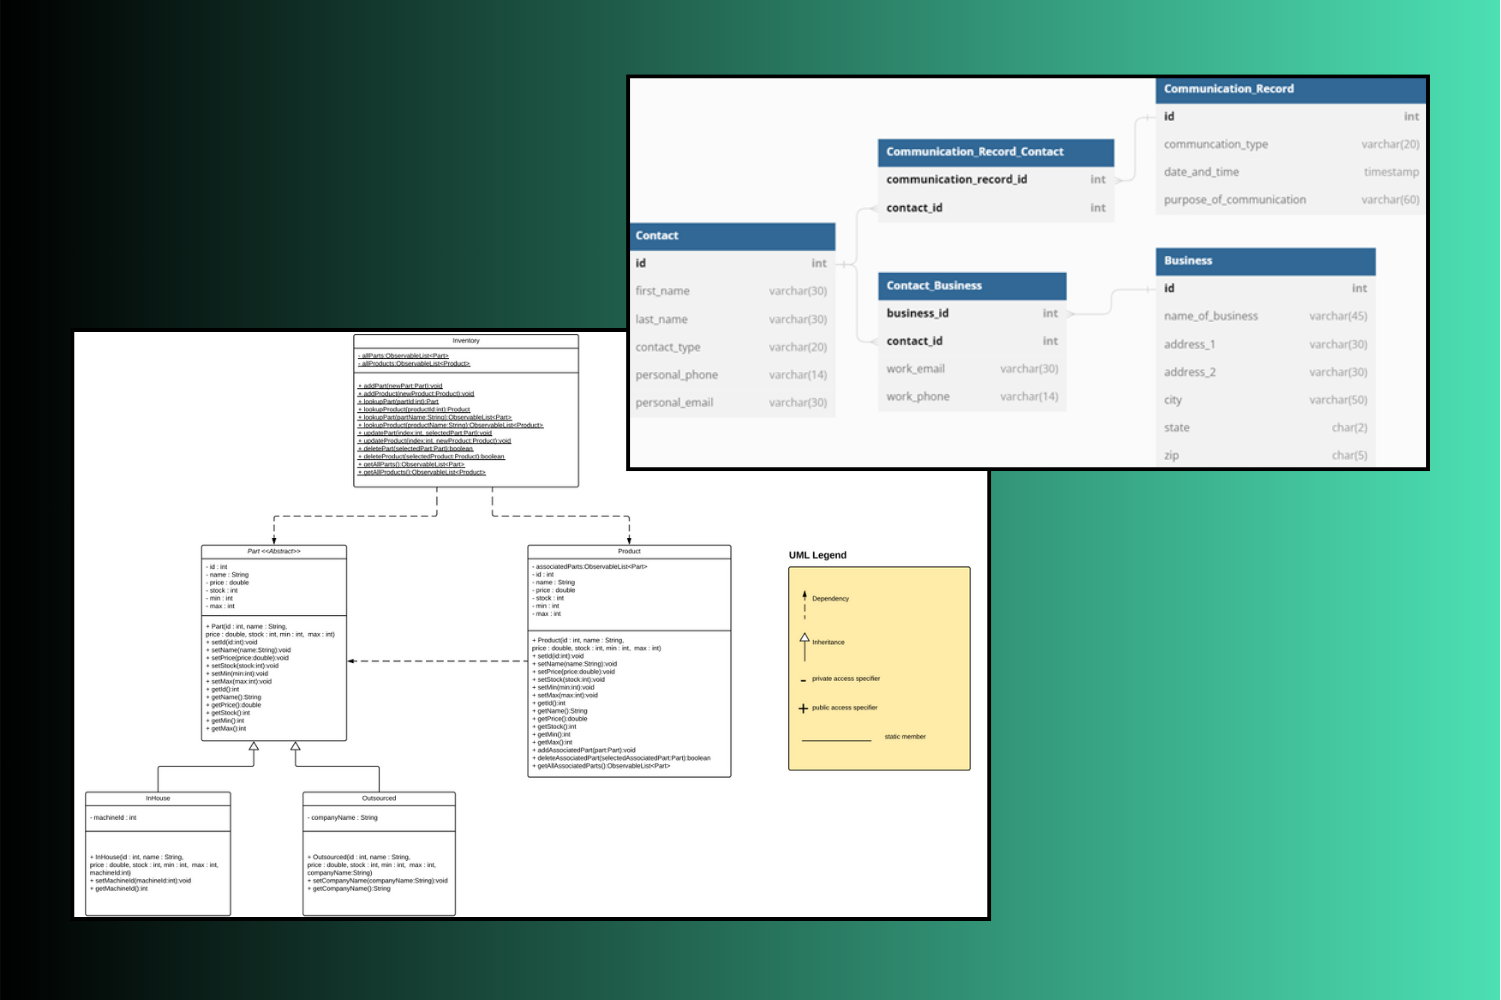 Communication_Record
id int
communcation_type varchar(20)
date_and_time timestamp
purpose_of_communication varchar(60)
Communication_Record_Contact
communication_record_id int
contact_id int
Contact
id int
first_name varchar(30)
last_name varchar(30)
contact_type varchar(20)
personal_phone varchar(14)
personal_email varchar(30)
Contact_Business
business_id int
contact_id int
work_email varchar(30)
work_phone varchar(14)
Business
id int
name_of_business varchar(45)
address_1 varchar(30)
address_2 varchar(30)
city varchar(50)
state char(2)
zip char(5)
Inventory
- allParts:ObservableList<Part>
- allProducts:ObservableList<Product>
+ addPart(newPart:Part):void
+ addProduct(newProduct:Product):void
+ lookupPart(partId:int):Part
+ lookupProduct(productId:int):Product
+ lookupPart(partName:String):ObservableList<Part>
+ lookupProduct(productName:String):ObservableList<Product>
+ updatePart(index:int, selectedPart:Part):void
+ updateProduct(index:int, newProduct:Product):void
+ deletePart(selectedPart:Part):boolean
+ deleteProduct(selectedProduct:Product):boolean
+ getAllParts():ObservableList<Part>
+ getAllProducts():ObservableList<Product>
Part <<Abstract>>
- id : int
- name : String
- price : double
- stock : int
- min : int
- max : int
+ Part(id : int, name : String,
price : double, stock : int, min : int, max : int)
+ setId(id:int):void
+ setName(name:String):void
+ setPrice(price:double):void
+ setStock(stock:int):void
+ setMin(min:int):void
+ setMax(max:int):void
+ getId():int
+ getName():String
+ getPrice():double
+ getStock():int
+ getMin():int
+ getMax():int
Product
- associatedParts:ObservableList<Part>
- id : int
- name : String
- price : double
- stock : int
- min : int
- max : int
+ Product(id : int, name : String,
price : double, stock : int, min : int, max : int)
+ setId(id:int):void
+ setName(name:String):void
+ setPrice(price:double):void
+ setStock(stock:int):void
+ setMin(min:int):void
+ setMax(max:int):void
+ getId():int
+ getName():String
+ getPrice():double
+ getStock():int
+ getMin():int
+ getMax():int
+ addAssociatedPart(part:Part):void
+ deleteAssociatedPart(selectedAssociatedPart:Part):boolean
+ getAllAssociatedParts():ObservableList<Part>
UML Legend
Dependency
Inheritance
- private access specifier
+ public access specifier
static member
InHouse
- machineId : int
+ InHouse(id : int, name : String,
price : double, stock : int, min : int, max : int,
machineId:int)
+ setMachineId(machineId:int):void
+ getMachineId():int
Outsourced
- companyName : String
+ Outsourced(id : int, name : String,
price : double, stock : int, min : int, max : int,
companyName:String)
+ setCompanyName(companyName:String):void
+ getCompanyName():String